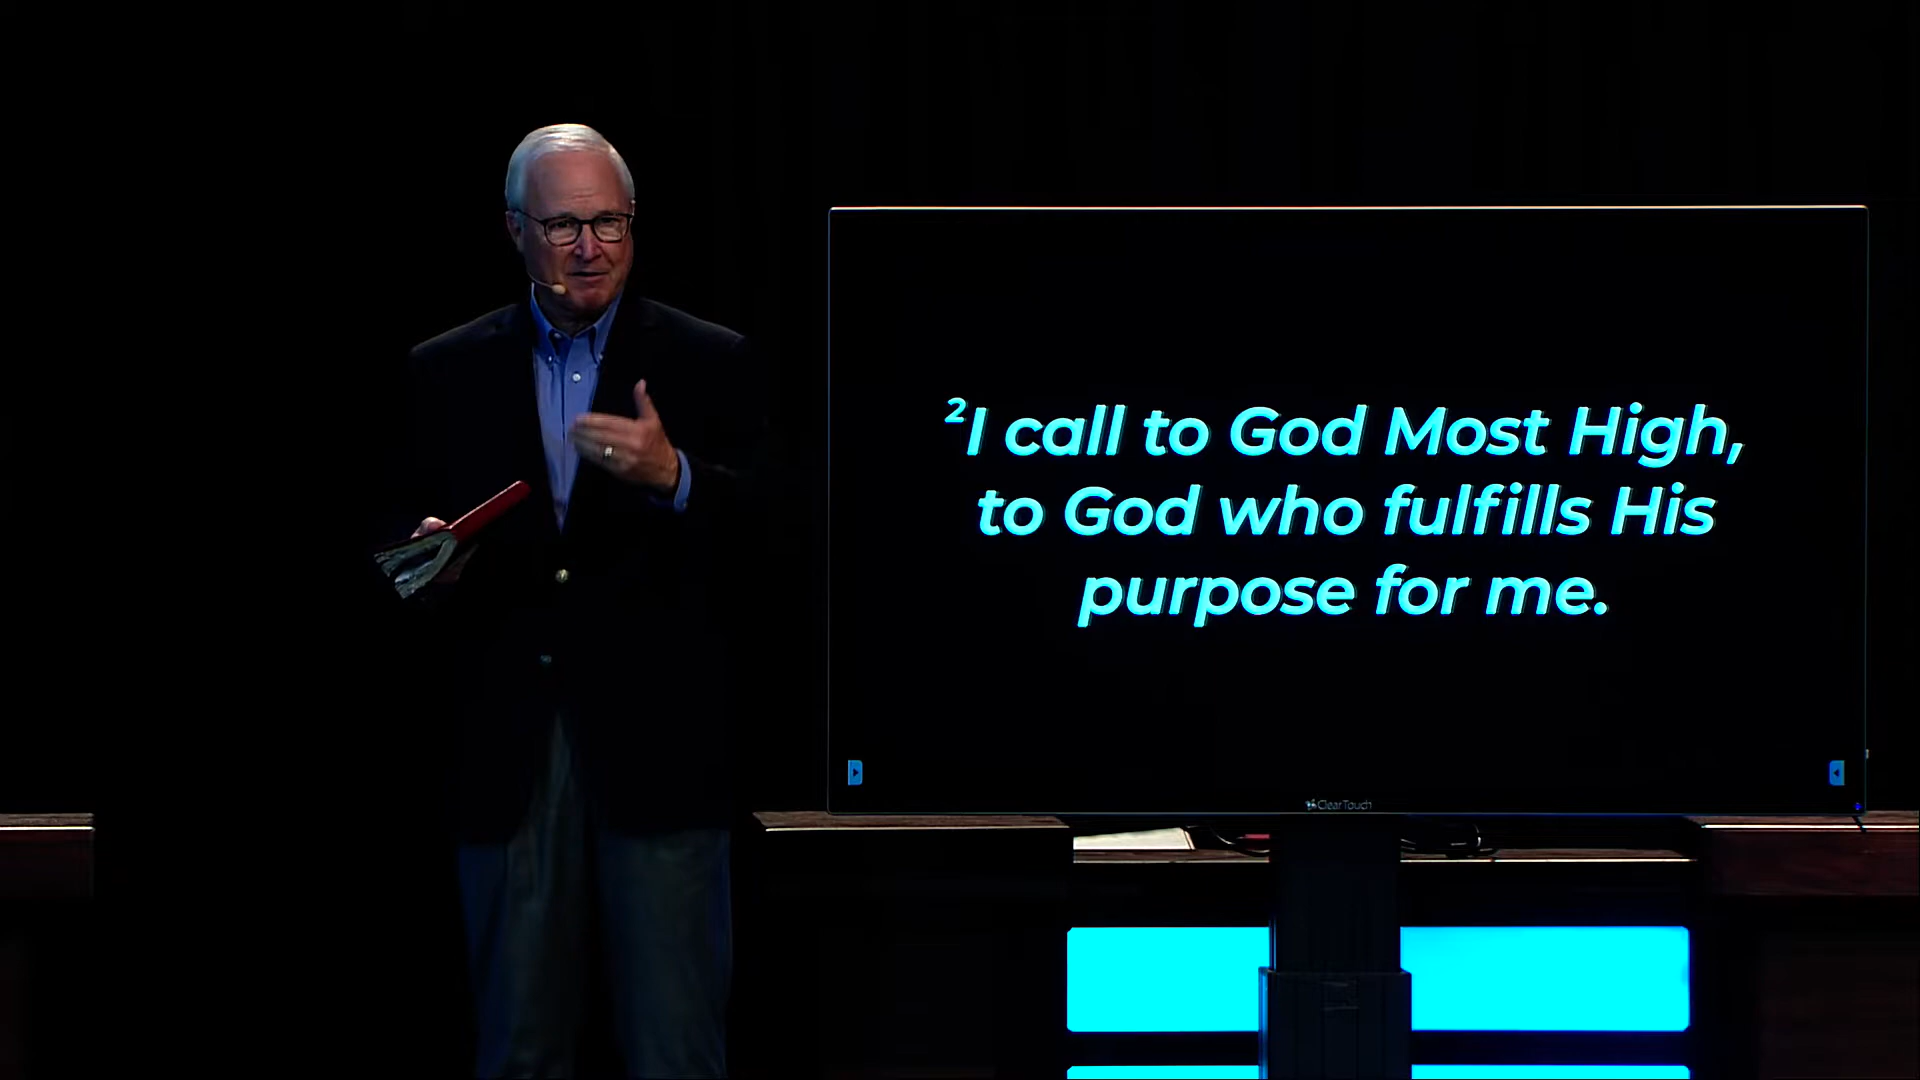 ²I call to God Most High,
to God who fulfills His
purpose for me.
ClearTouch